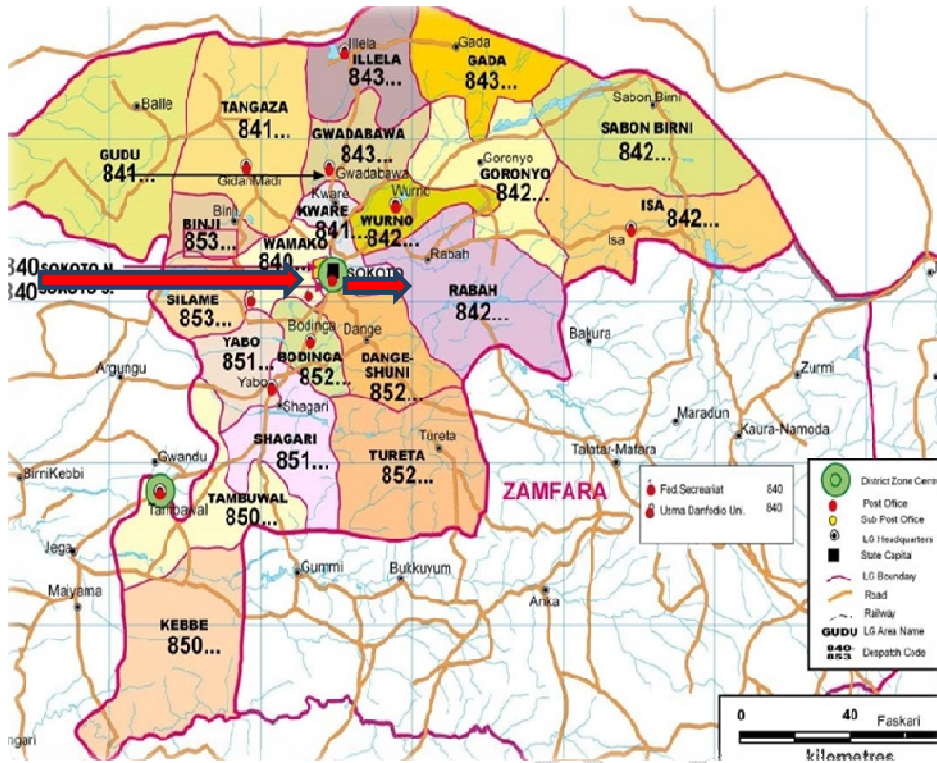 Illela
ILLELA
843...
Gada
GADA
843...
Balle
TANGAZA
841...
Sabon Birni
SABON BIRNI
842...
GWADABAWA
843...
Gwadabawa
GUDU
841...
GidanMadi
Goronyo
GORONYO
842...
Kware
KWARE
841...
Wurno
WURNO
842...
ISA
842...
Isa
Binji
BINJI
853...
WAMAKO
840...
Rabah
RABAH
842...
840 SOKOTO N.
840 SOKOTO S.
SOKOTO
SILAME
853...
Bodinga
BODINGA
852...
Dange
DANGE-
SHUNI
852...
YABO
851...
Yabo
Bakura
Zurmi
Argungu
Shagari
SHAGARI
851...
Maradun
Kaura-Namoda
Tureta
TURETA
852...
Talatar-Mafara
Gwandu
BirniKebbi
Tambawal
TAMBUWAL
850...
ZAMFARA
Fed.Secreariat 840
Usma Danfodio Uni. 840
District Zone Centre
Post Office
Sub Post Office
LG Headquarters
State Capital
LG Boundary
Road
Railway
GUDU LG Area Name
840-
853 Despatch Code
Jega
Maiyama
Gummi
Bukkuyum
Anka
KEBBE
850...
0 40
Faskari
kilometres